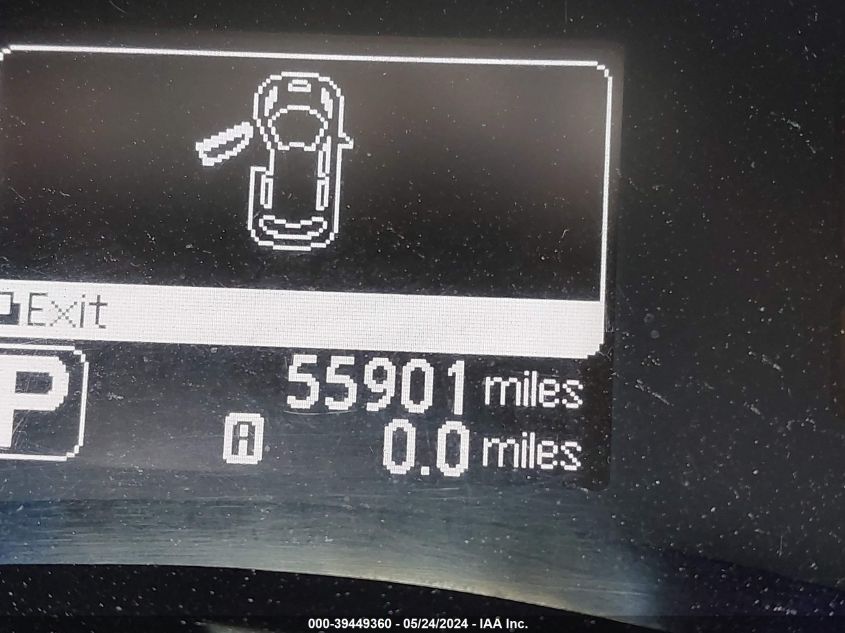 Exit
P
55901 miles
A 0.0 miles
000-39449360 - 05/24/2024 - IAA Inc.